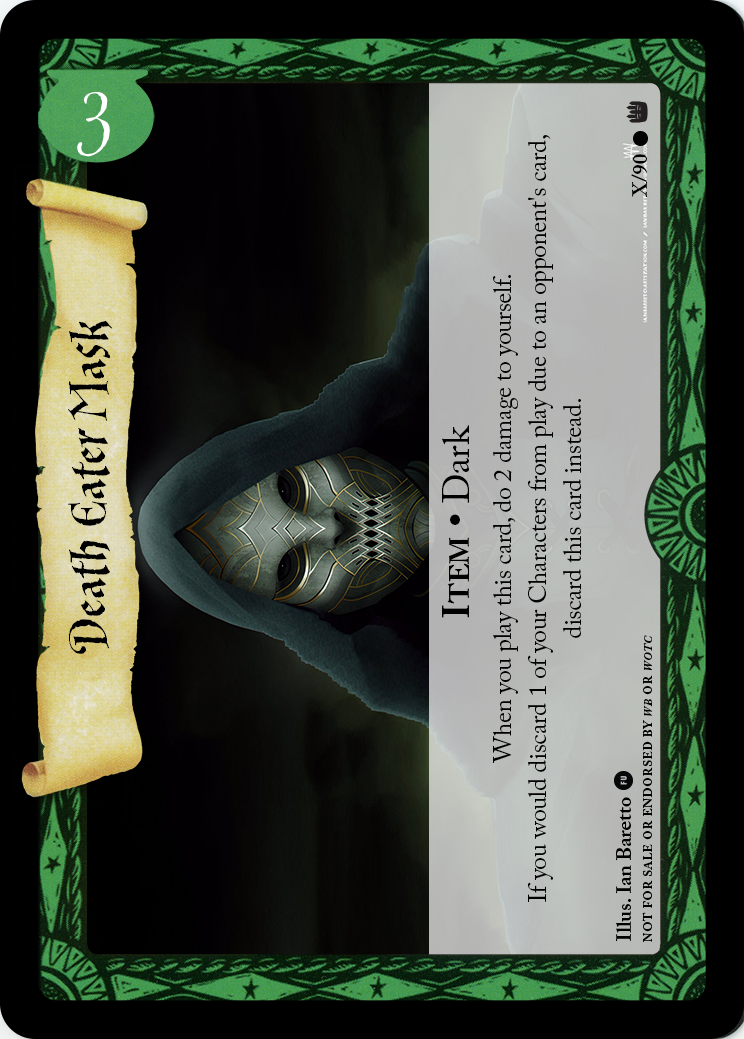 Death Eater Mask
3
ITEM • Dark
When you play this card, do 2 damage to yourself.
If you would discard 1 of your Characters from play due to an opponent's card,
discard this card instead.
Illus. Ian Baretto FU
NOT FOR SALE OR ENDORSED BY WB OR WOTC
X/90